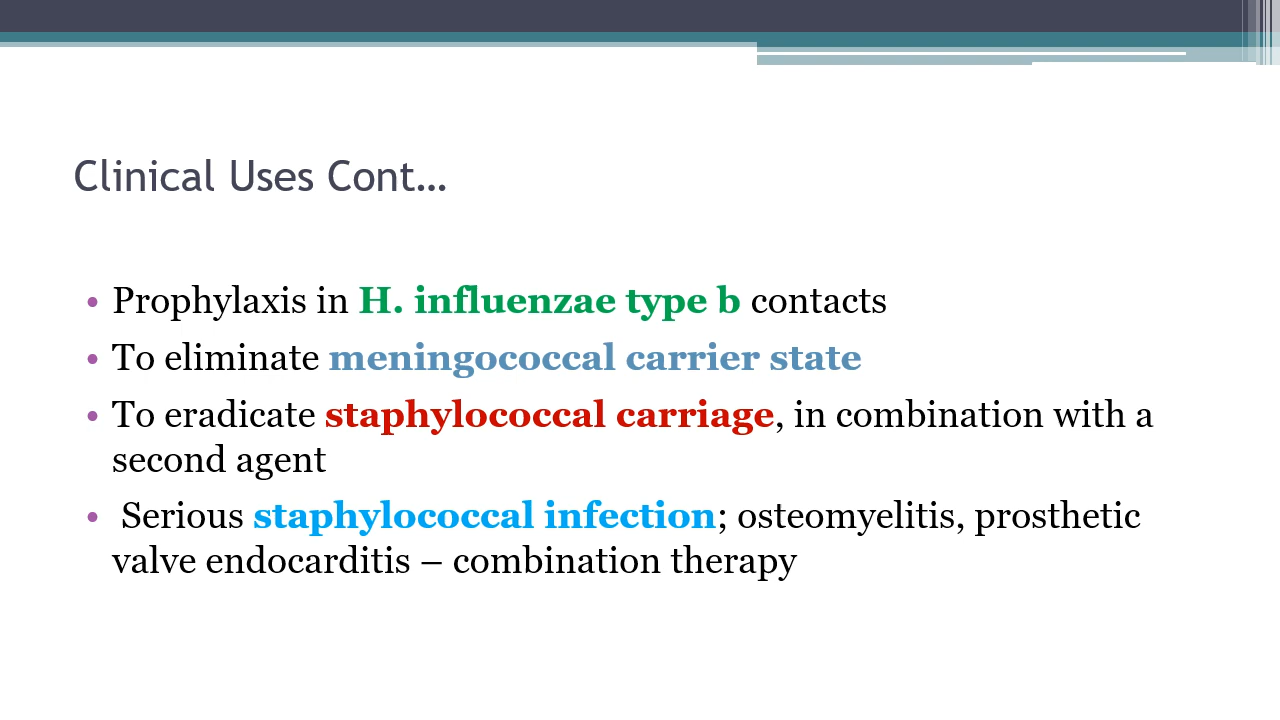 Clinical Uses Cont…
• Prophylaxis in H. influenzae type b contacts
• To eliminate meningococcal carrier state
• To eradicate staphylococcal carriage, in combination with a
second agent
• Serious staphylococcal infection; osteomyelitis, prosthetic
valve endocarditis – combination therapy